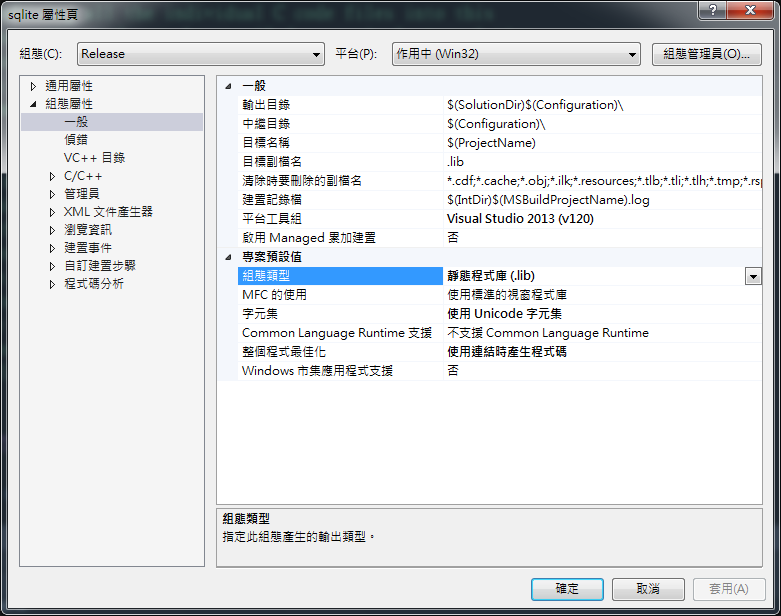 sqlite 屬性頁
組態(C): Release 平台(P): 作用中 (Win32) 組態管理員(O)...
通用屬性
組態屬性
一般
偵錯
VC++ 目錄
C/C++
管理員
XML 文件產生器
瀏覽資訊
建置事件
自訂建置步驟
程式碼分析
一般
輸出目錄 $(SolutionDir)$(Configuration)\
中繼目錄 $(Configuration)\
目標名稱 $(ProjectName)
目標副檔名 .lib
清除時要刪除的副檔名 *.cdf;*.cache;*.obj;*.ilk;*.resources;*.tlb;*.tli;*.tlh;*.tmp;*.rsp
建置記錄檔 $(IntDir)$(MSBuildProjectName).log
平台工具組 Visual Studio 2013 (v120)
啟用 Managed 累加建置 否
專案預設值
組態類型 靜態程式庫 (.lib)
MFC 的使用 使用標準的視窗程式庫
字元集 使用 Unicode 字元集
Common Language Runtime 支援 不支援 Common Language Runtime
整個程式最佳化 使用連結時產生程式碼
Windows 市集應用程式支援 否
組態類型
指定此組態產生的輸出類型。
確定 取消 套用(A)